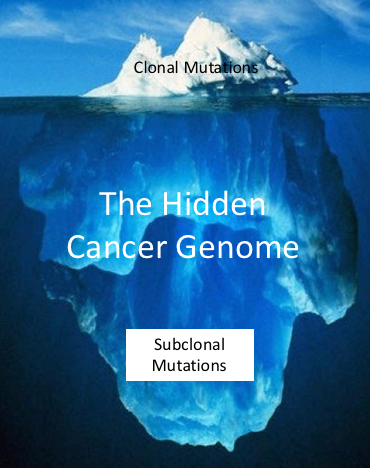 Clonal Mutations
The Hidden
Cancer Genome
Subclonal
Mutations